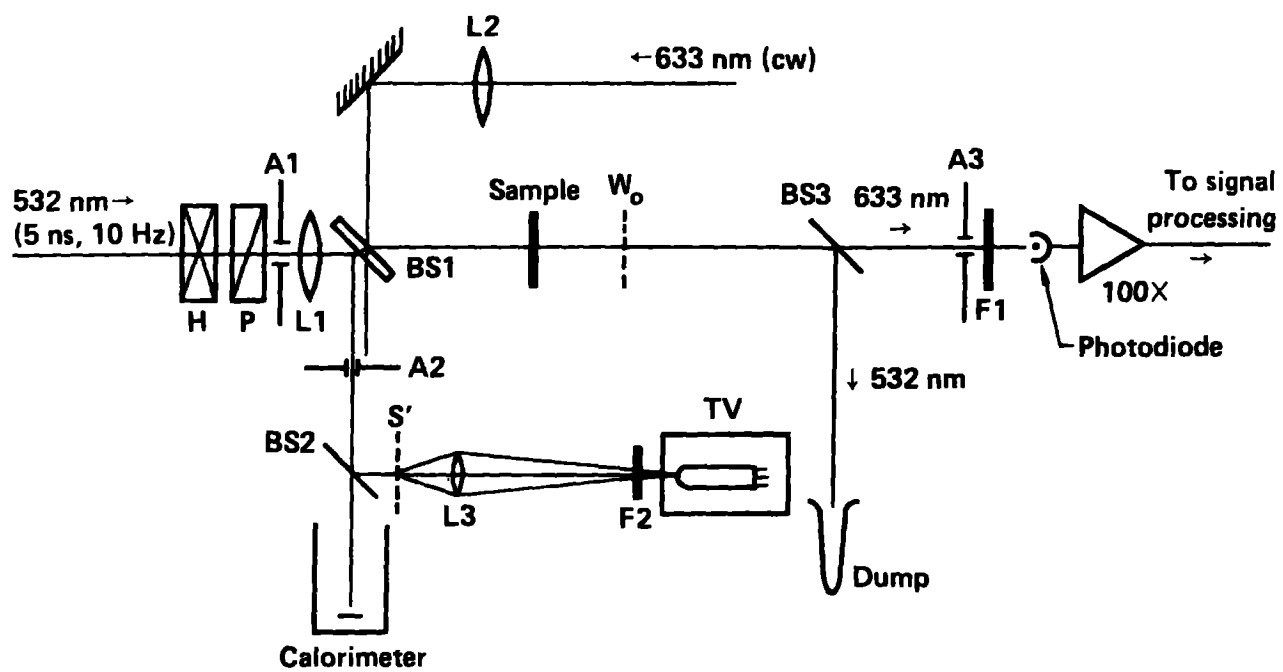 L2
←633 nm (cw)
A1
532 nm→
(5 ns, 10 Hz)
H
P
L1
BS1
Sample
W₀
BS3
633 nm
→
A3
F1
To signal
processing
→
100X
Photodiode
A2
↓ 532 nm
S'
BS2
L3
F2
TV
Dump
Calorimeter